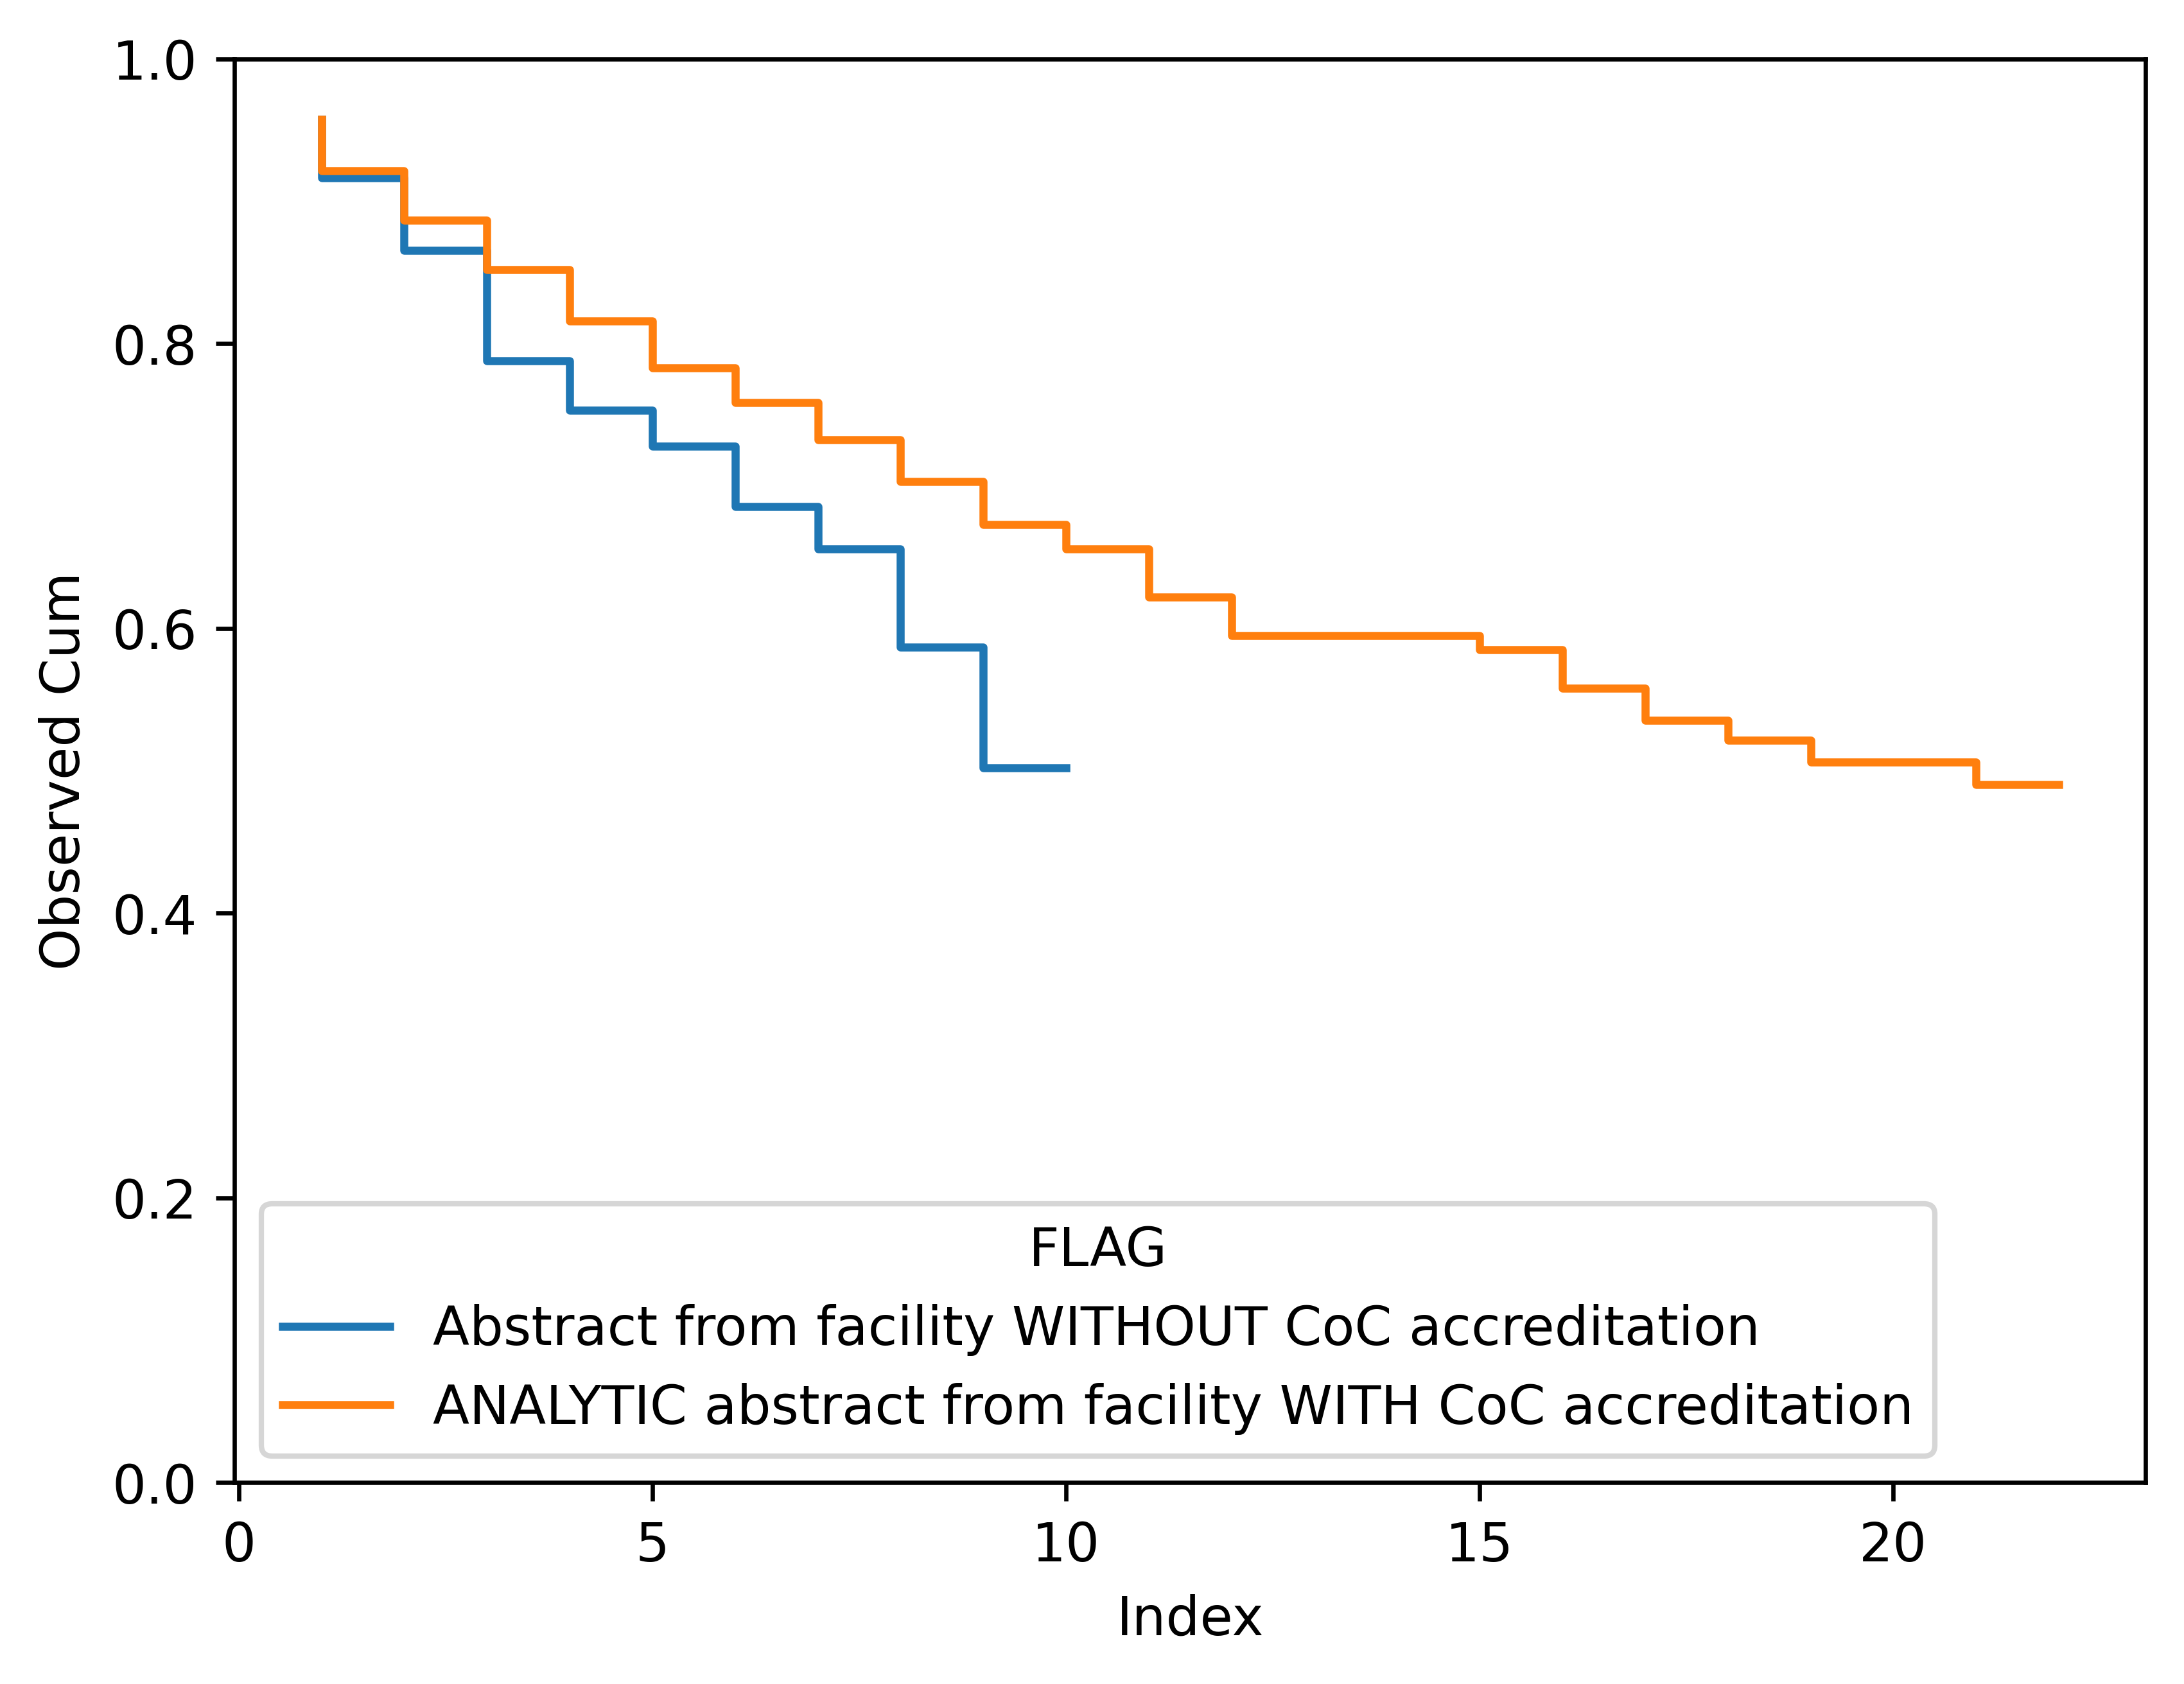 1.0
0.8
0.6
0.4
0.2
0.0
Observed Cum
FLAG
Abstract from facility WITHOUT CoC accreditation
ANALYTIC abstract from facility WITH CoC accreditation
0 5 10 15 20
Index